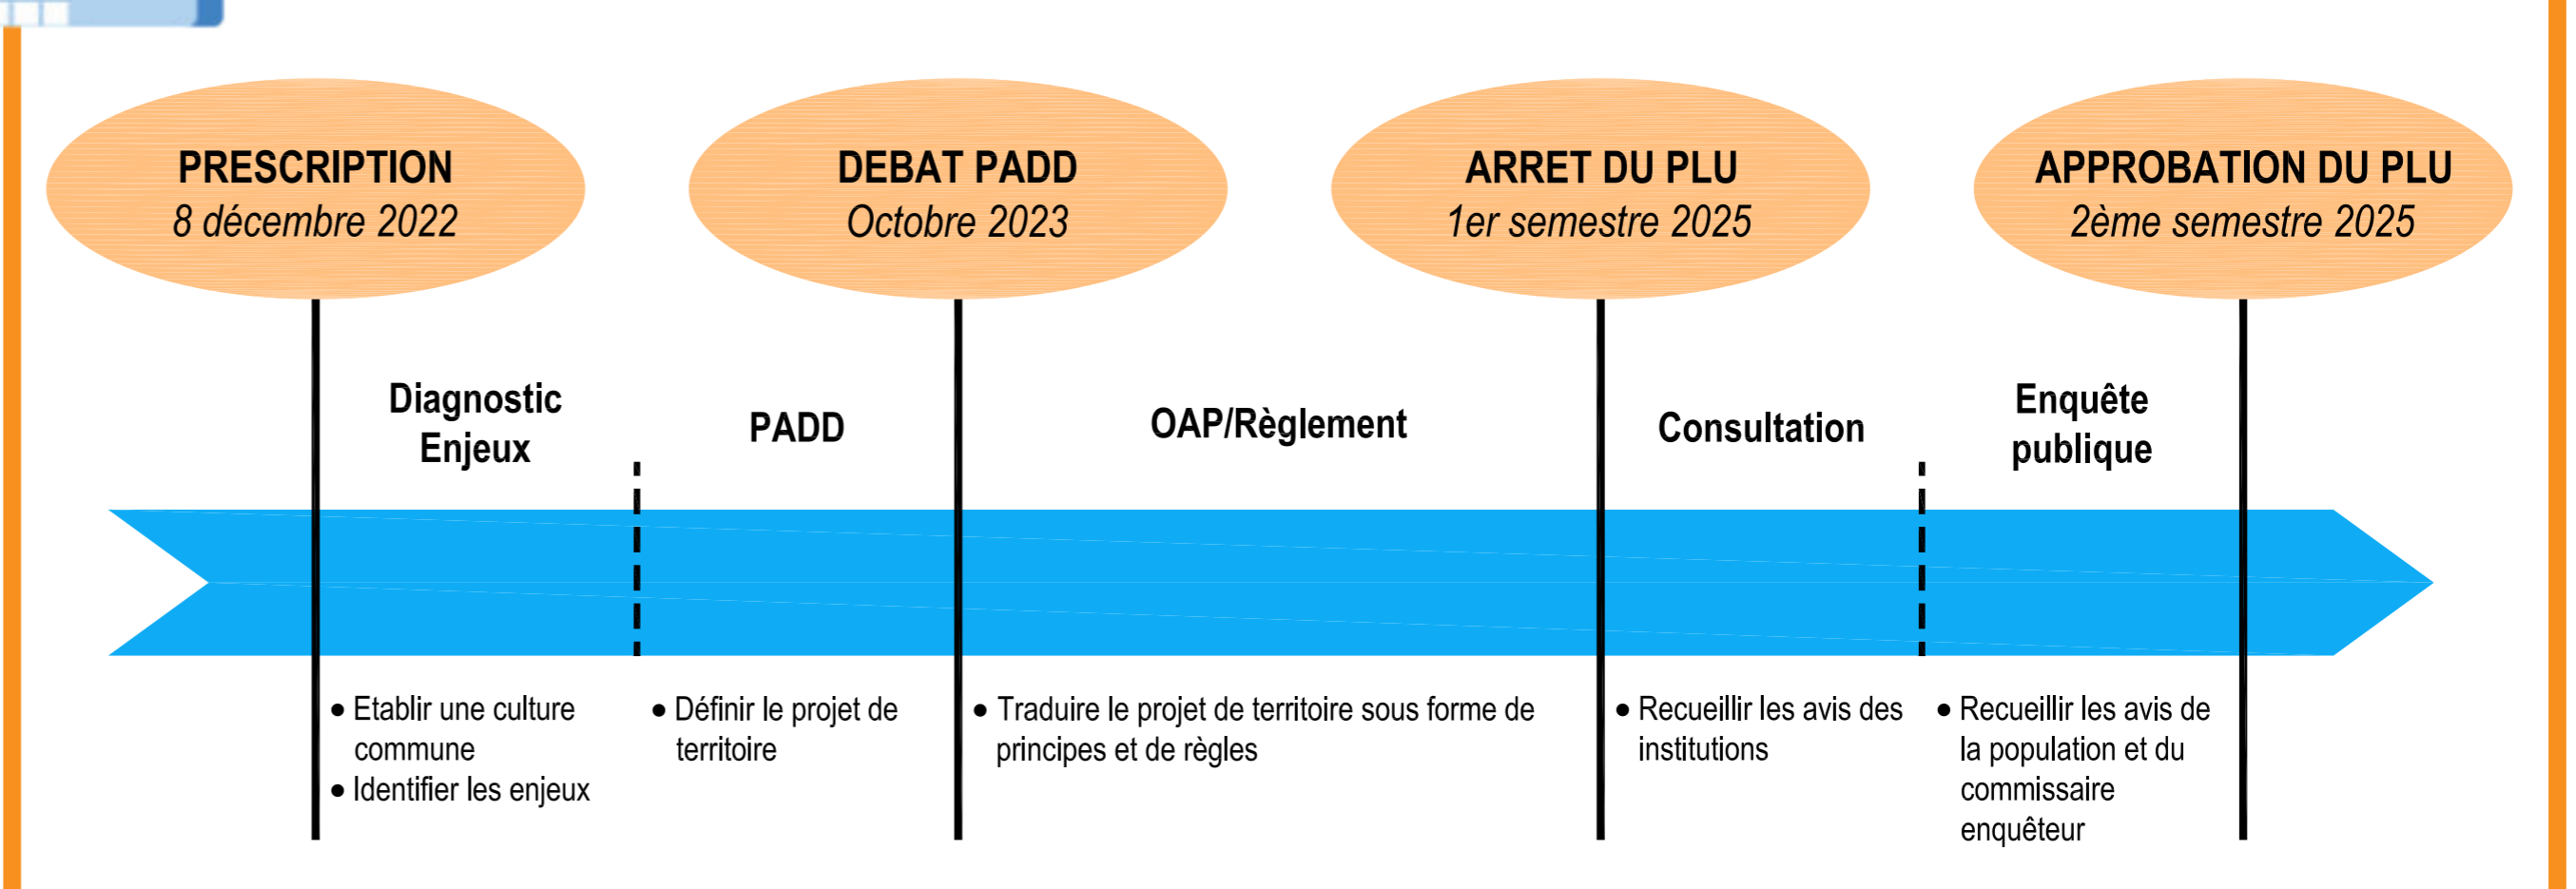 PRESCRIPTION
8 décembre 2022
DEBAT PADD
Octobre 2023
ARRET DU PLU
1er semestre 2025
APPROBATION DU PLU
2ème semestre 2025
Diagnostic
Enjeux
PADD
OAP/Règlement
Consultation
Enquête
publique
• Etablir une culture
commune
• Identifier les enjeux
• Définir le projet de
territoire
• Traduire le projet de territoire sous forme de
principes et de règles
• Recueillir les avis des
institutions
• Recueillir les avis de
la population et du
commissaire
enquêteur